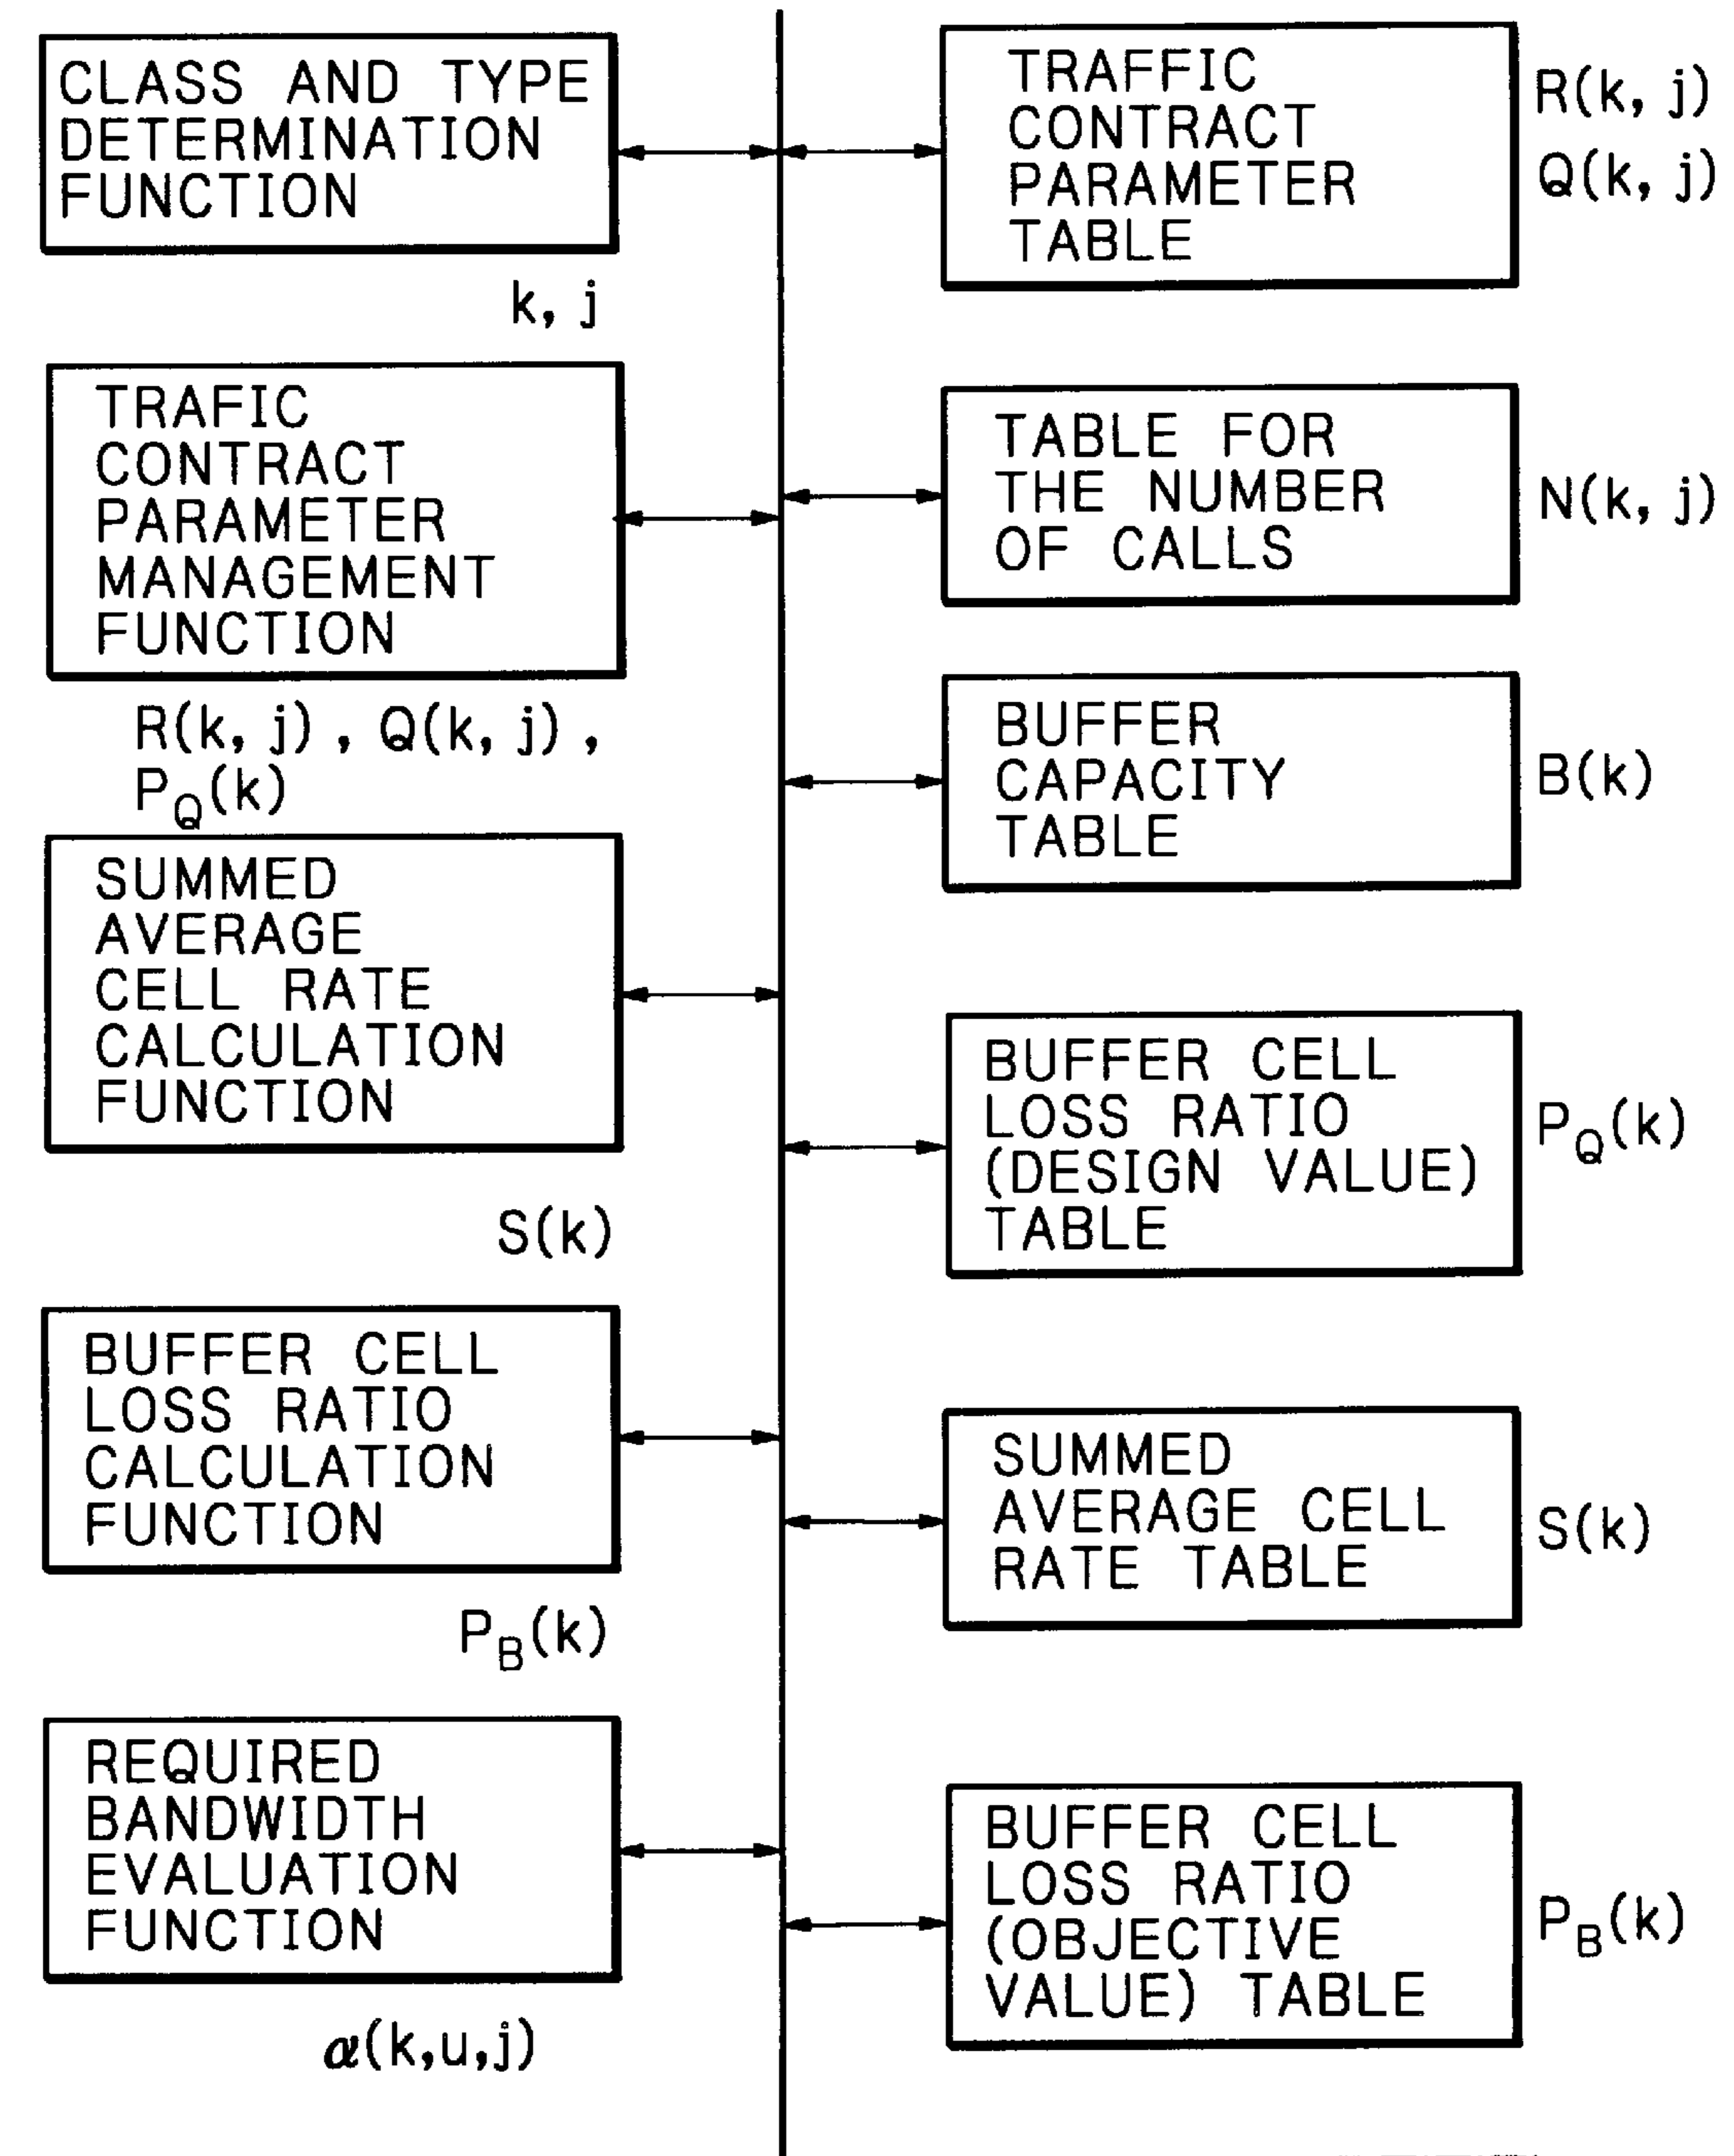 CLASS AND TYPE
DETERMINATION
FUNCTION
k, j
TRAFIC
CONTRACT
PARAMETER
MANAGEMENT
FUNCTION
R(k, j) , Q(k, j) ,
P_Q(k)
SUMMED
AVERAGE
CELL RATE
CALCULATION
FUNCTION
S(k)
BUFFER CELL
LOSS RATIO
CALCULATION
FUNCTION
P_B(k)
REQUIRED
BANDWIDTH
EVALUATION
FUNCTION
α(k,u,j)
TRAFFIC
CONTRACT
PARAMETER
TABLE
R(k, j)
Q(k, j)
TABLE FOR
THE NUMBER
OF CALLS
N(k, j)
BUFFER
CAPACITY
TABLE
B(k)
BUFFER CELL
LOSS RATIO
(DESIGN VALUE)
TABLE
P_Q(k)
SUMMED
AVERAGE CELL
RATE TABLE
S(k)
BUFFER CELL
LOSS RATIO
(OBJECTIVE
VALUE) TABLE
P_B(k)